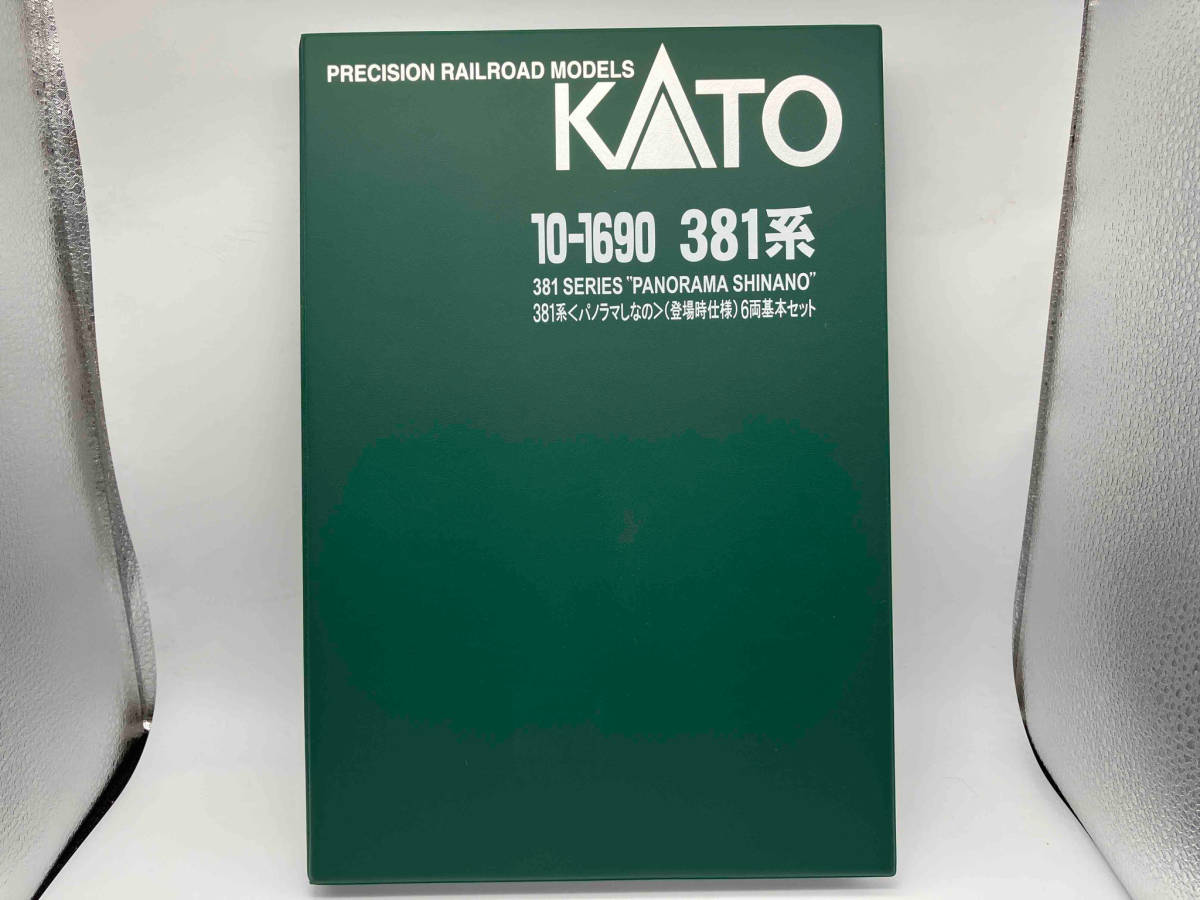 PRECISION RAILROAD MODELS
KATO
10-1690 381系
381 SERIES "PANORAMA SHINANO"
381系<パノラマしなの>(登場時仕様)6両基本セット